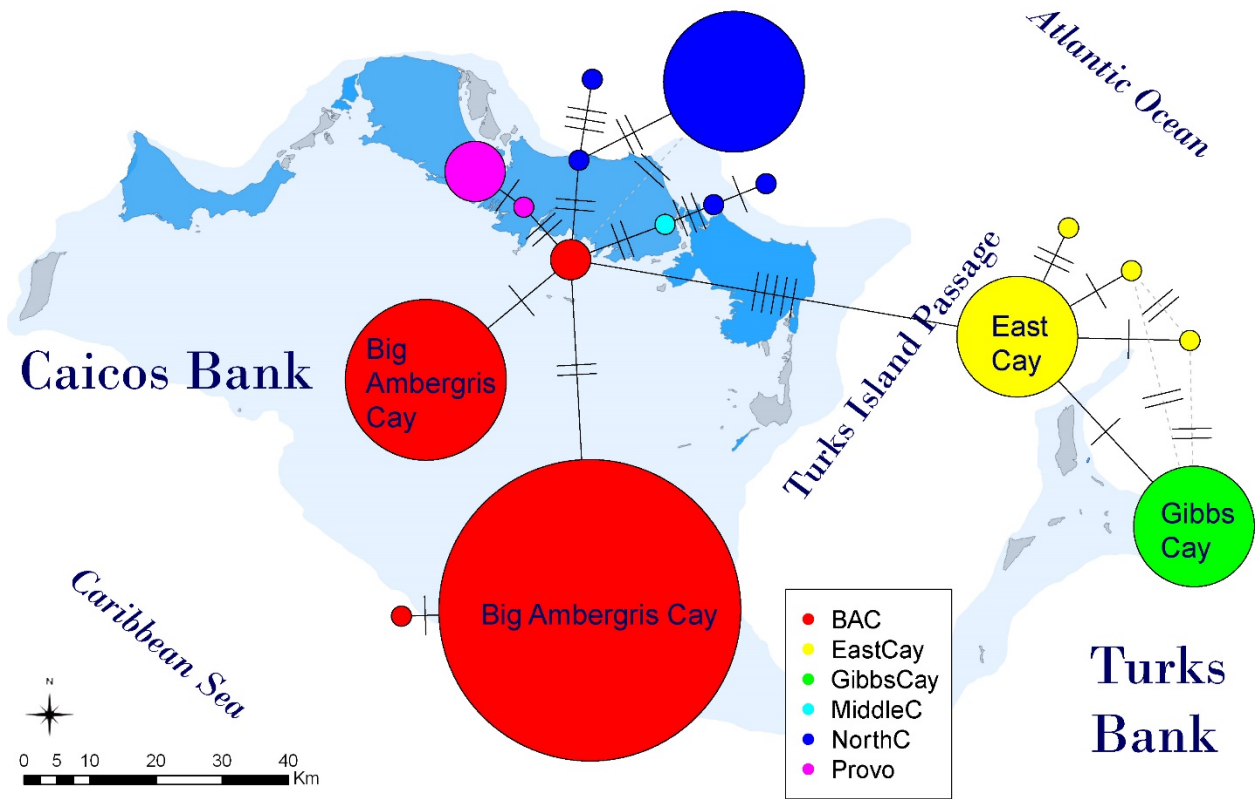 Atlantic Ocean
Turks Island Passage
East
Cay
Big
Ambergris
Cay
Caicos Bank
Gibbs
Cay
Big Ambergris Cay
Caribbean Sea
BAC
EastCay
GibbsCay
MiddleC
NorthC
Provo
Turks
Bank
N
0 5 10 20 30 40
Km